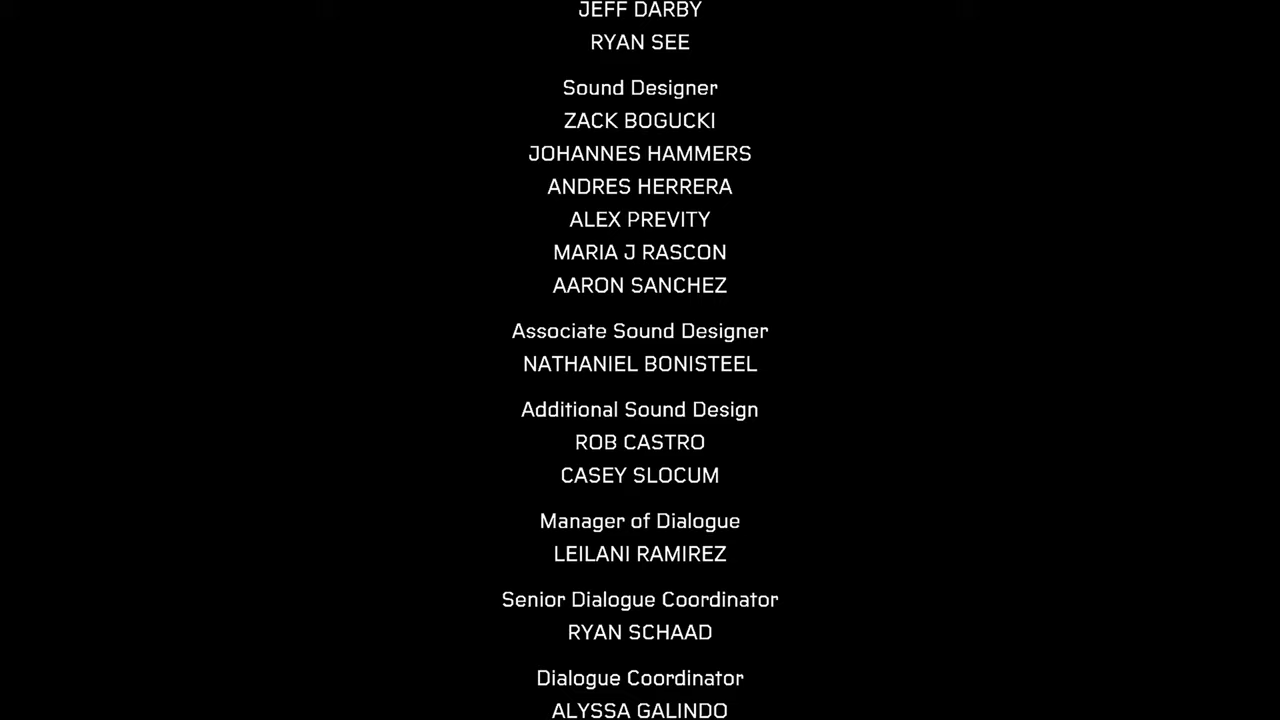 JEFF DARBY
RYAN SEE
Sound Designer
ZACK BOGUCKI
JOHANNES HAMMERS
ANDRES HERRERA
ALEX PREVITY
MARIA J RASCON
AARON SANCHEZ
Associate Sound Designer
NATHANIEL BONISTEEL
Additional Sound Design
ROB CASTRO
CASEY SLOCUM
Manager of Dialogue
LEILANI RAMIREZ
Senior Dialogue Coordinator
RYAN SCHAAD
Dialogue Coordinator
ALYSSA GALINDO